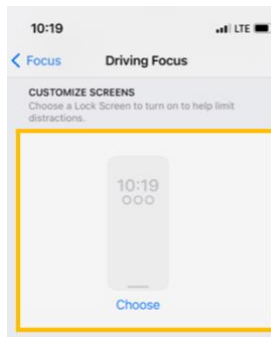 10:19
LTE
Focus
Driving Focus
CUSTOMIZE SCREENS
Choose a Lock Screen to turn on to help limit
distractions.
10:19
Choose